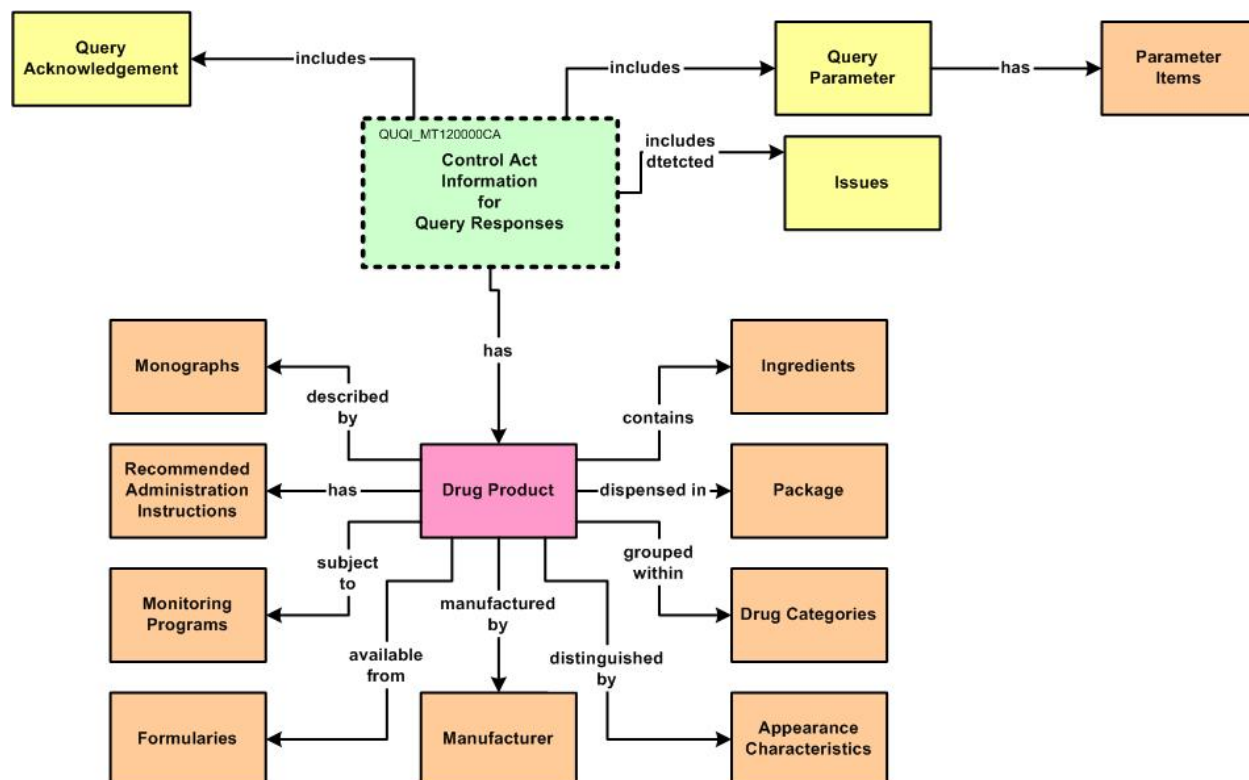 Query
Acknowledgement
includes
includes
Query
Parameter
has
Parameter
Items
QUQI_MT120000CA
Control Act
Information
for
Query Responses
includes
dtetcted
Issues
has
Monographs
described
by
Ingredients
contains
Recommended
Administration
Instructions
has
Drug Product
dispensed in
Package
subject
to
grouped
within
Monitoring
Programs
manufactured
by
Drug Categories
available
from
distinguished
by
Formularies
Manufacturer
Appearance
Characteristics